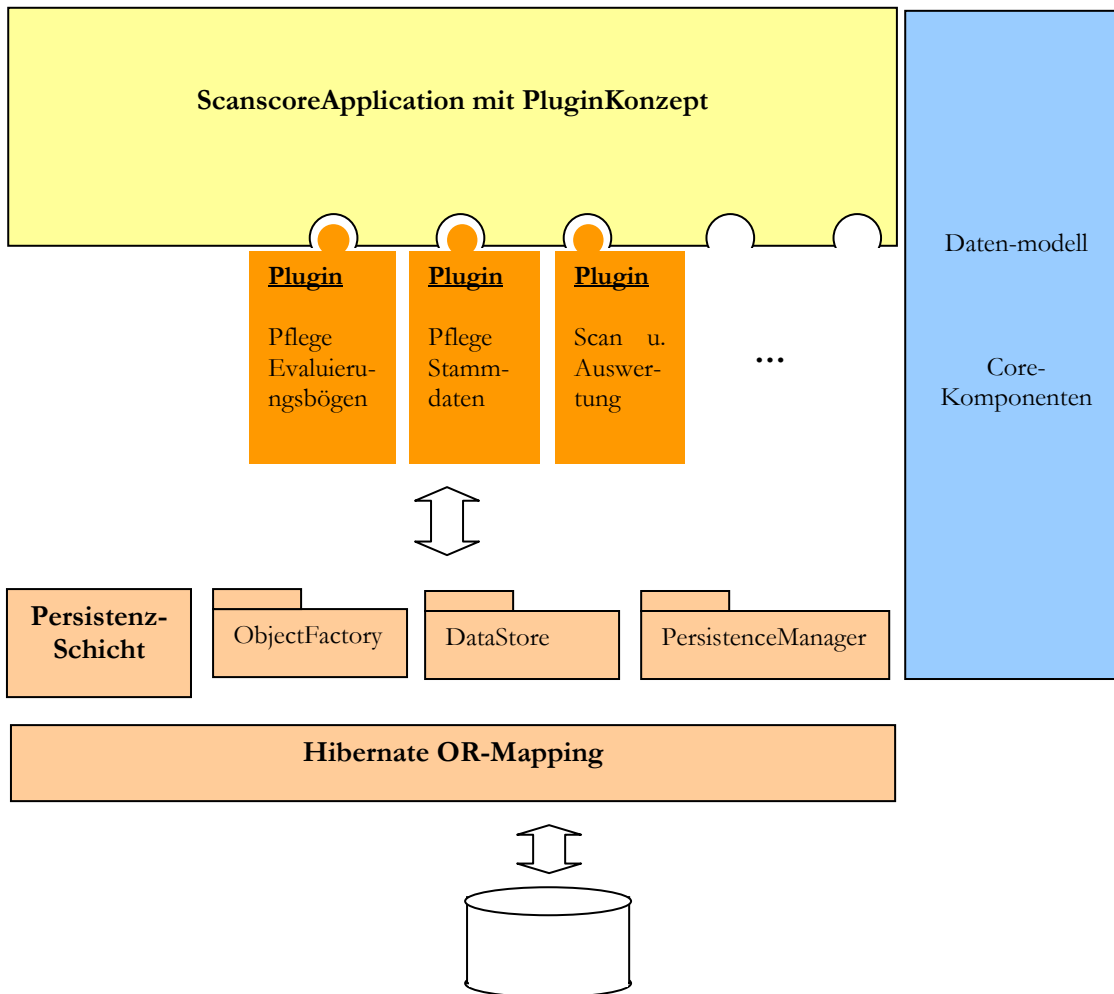 ScanscoreApplication mit PluginKonzept
Plugin
Pflege
Evaluieru-
ngsbögen
Plugin
Pflege
Stamm-
daten
Plugin
Scan u.
Auswer-
tung
...
Daten-modell
Core-
Komponenten
Persistenz-
Schicht
ObjectFactory
DataStore
PersistenceManager
Hibernate OR-Mapping